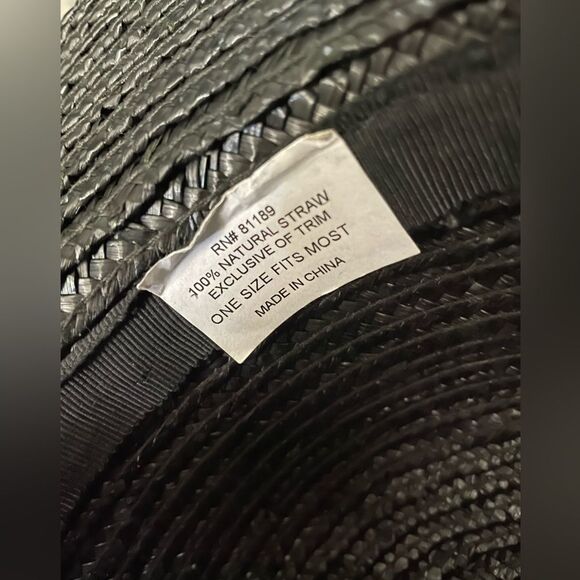 RN# 81189
100% NATURAL STRAW
EXCLUSIVE OF TRIM
ONE SIZE FITS MOST
MADE IN CHINA